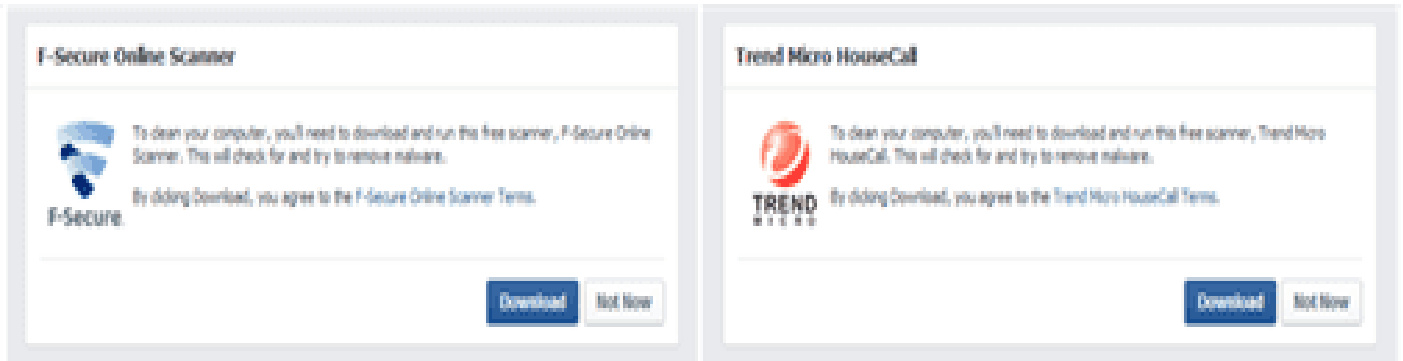 F-Secure Online Scanner
To clean your computer, you'll need to download and run this free scanner, F-Secure Online
Scanner. This will check for and try to remove malware.
By clicking Download, you agree to the F-Secure Online Scanner Terms.
F-Secure
Download
Not Now
Trend Micro HouseCall
To clean your computer, you'll need to download and run this free scanner, Trend Micro
HouseCall. This will check for and try to remove malware.
By clicking Download, you agree to the Trend Micro HouseCall Terms.
TREND
MICRO
Download
Not Now